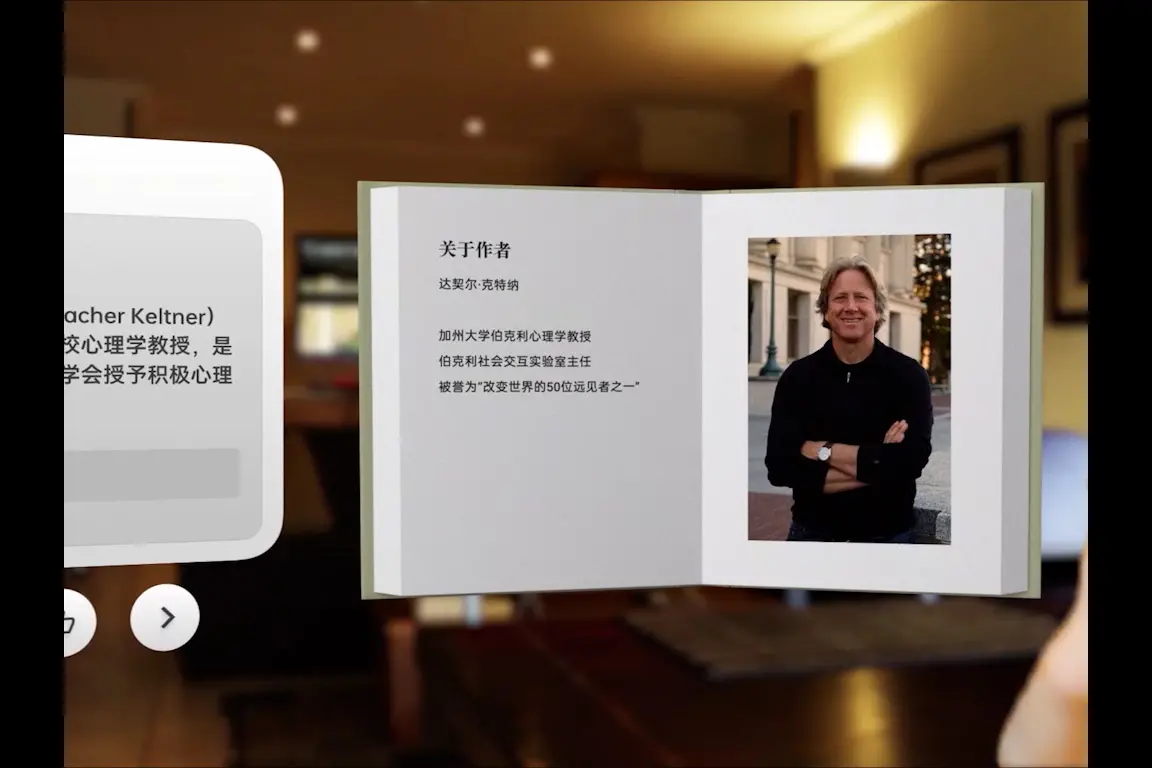 acher Keltner)
校心理学教授，是
学会授予积极心理
关于作者
达契尔·克特纳
加州大学伯克利心理学教授
伯克利社会交互实验室主任
被誉为“改变世界的50位远见者之一”